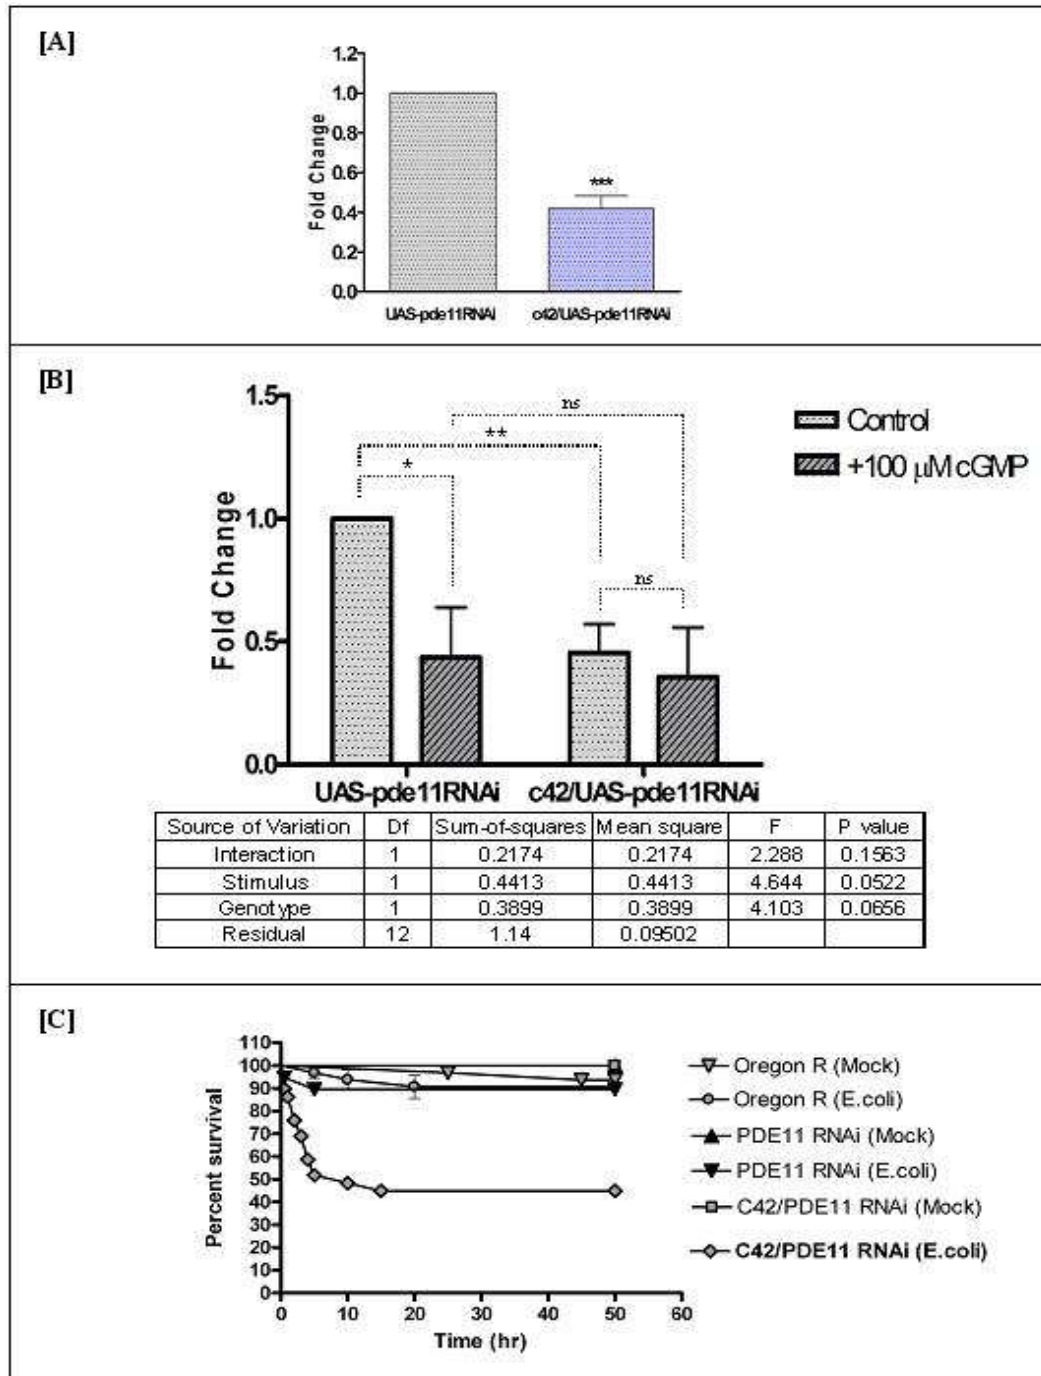 [A]
1.2
1.0
0.8
0.6
0.4
0.2
0.0
Fold Change
***
UAS-pde11RNAi
c42/UAS-pde11RNAi
[B]
1.5
1.0
0.5
0.0
Fold Change
ns
**
*
ns
Control
+100 µM cGMP
UAS-pde11RNAi
c42/UAS-pde11RNAi
Source of Variation Df Sum-of-squares Mean square F P value
Interaction 1 0.2174 0.2174 2.288 0.1563
Stimulus 1 0.4413 0.4413 4.644 0.0522
Genotype 1 0.3899 0.3899 4.103 0.0656
Residual 12 1.14 0.09502
[C]
110
100
90
80
70
60
50
40
30
20
10
0
Percent survival
0 10 20 30 40 50 60
Time (hr)
Oregon R (Mock)
Oregon R (E.coli)
PDE11 RNAi (Mock)
PDE11 RNAi (E.coli)
C42/PDE11 RNAi (Mock)
C42/PDE11 RNAi (E.coli)